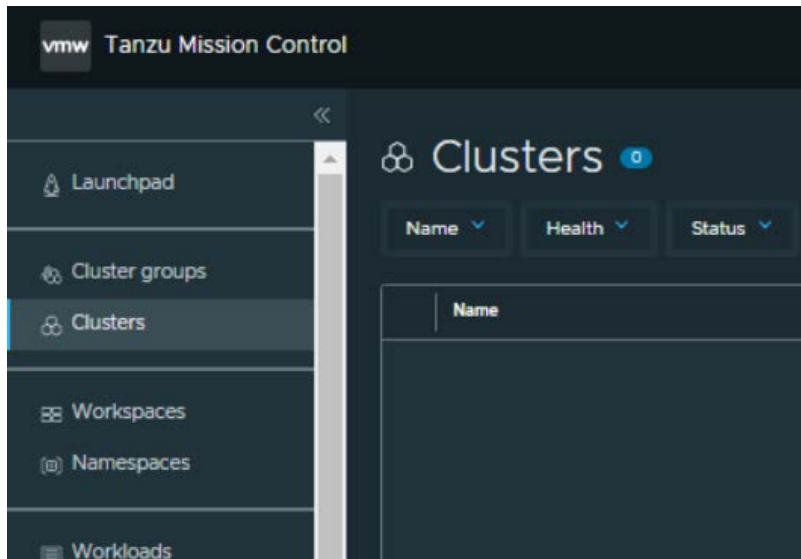 vmw Tanzu Mission Control
Launchpad
Cluster groups
Clusters
Workspaces
Namespaces
Workloads
Clusters 0
Name Health Status
Name